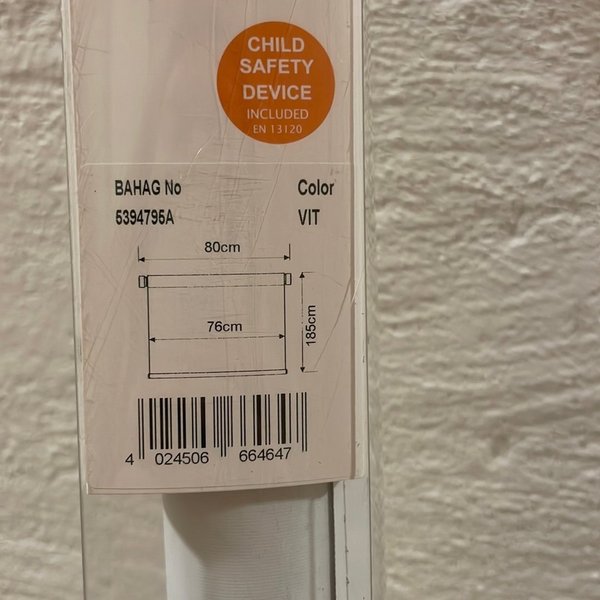 CHILD
SAFETY
DEVICE
INCLUDED
EN 13120
BAHAG No Color
5394795A VIT
80cm
76cm
185cm
4 024506 664647